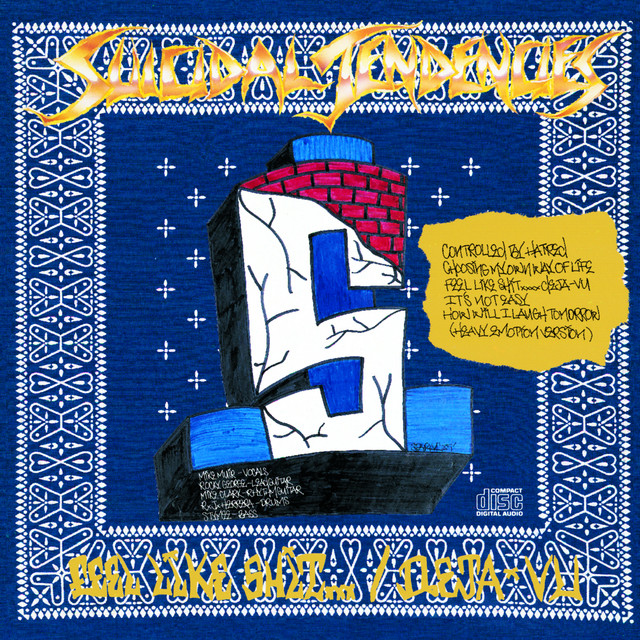 SUICIDAL TENDENCIES
CONTROLLED BY HATRED
CHOOSING MY OWN WAY OF LIFE
FEEL LIKE SHIT.....DEJA-VU
IT'S NOT EASY
HOW WILL I LAUGH TOMORROW
(HEAVY EMOTION VERSION)
MIKE MUIR - VOCALS
ROCKY GEORGE - LEAD GUITAR
MIKE CLARK - RHYTHM GUITAR
R.J. HERRERA - DRUMS
STYMEE - BASS
COMPACT
disc
DIGITAL AUDIO
FEEL LIKE SHIT... / DEJA-VU